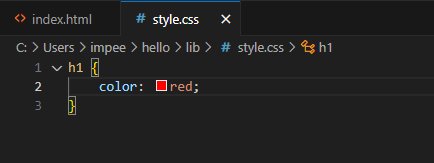 index.html # style.css ×
C: > Users > impee > hello > lib > # style.css > h1
1 h1 {
2 color: red;
3 }